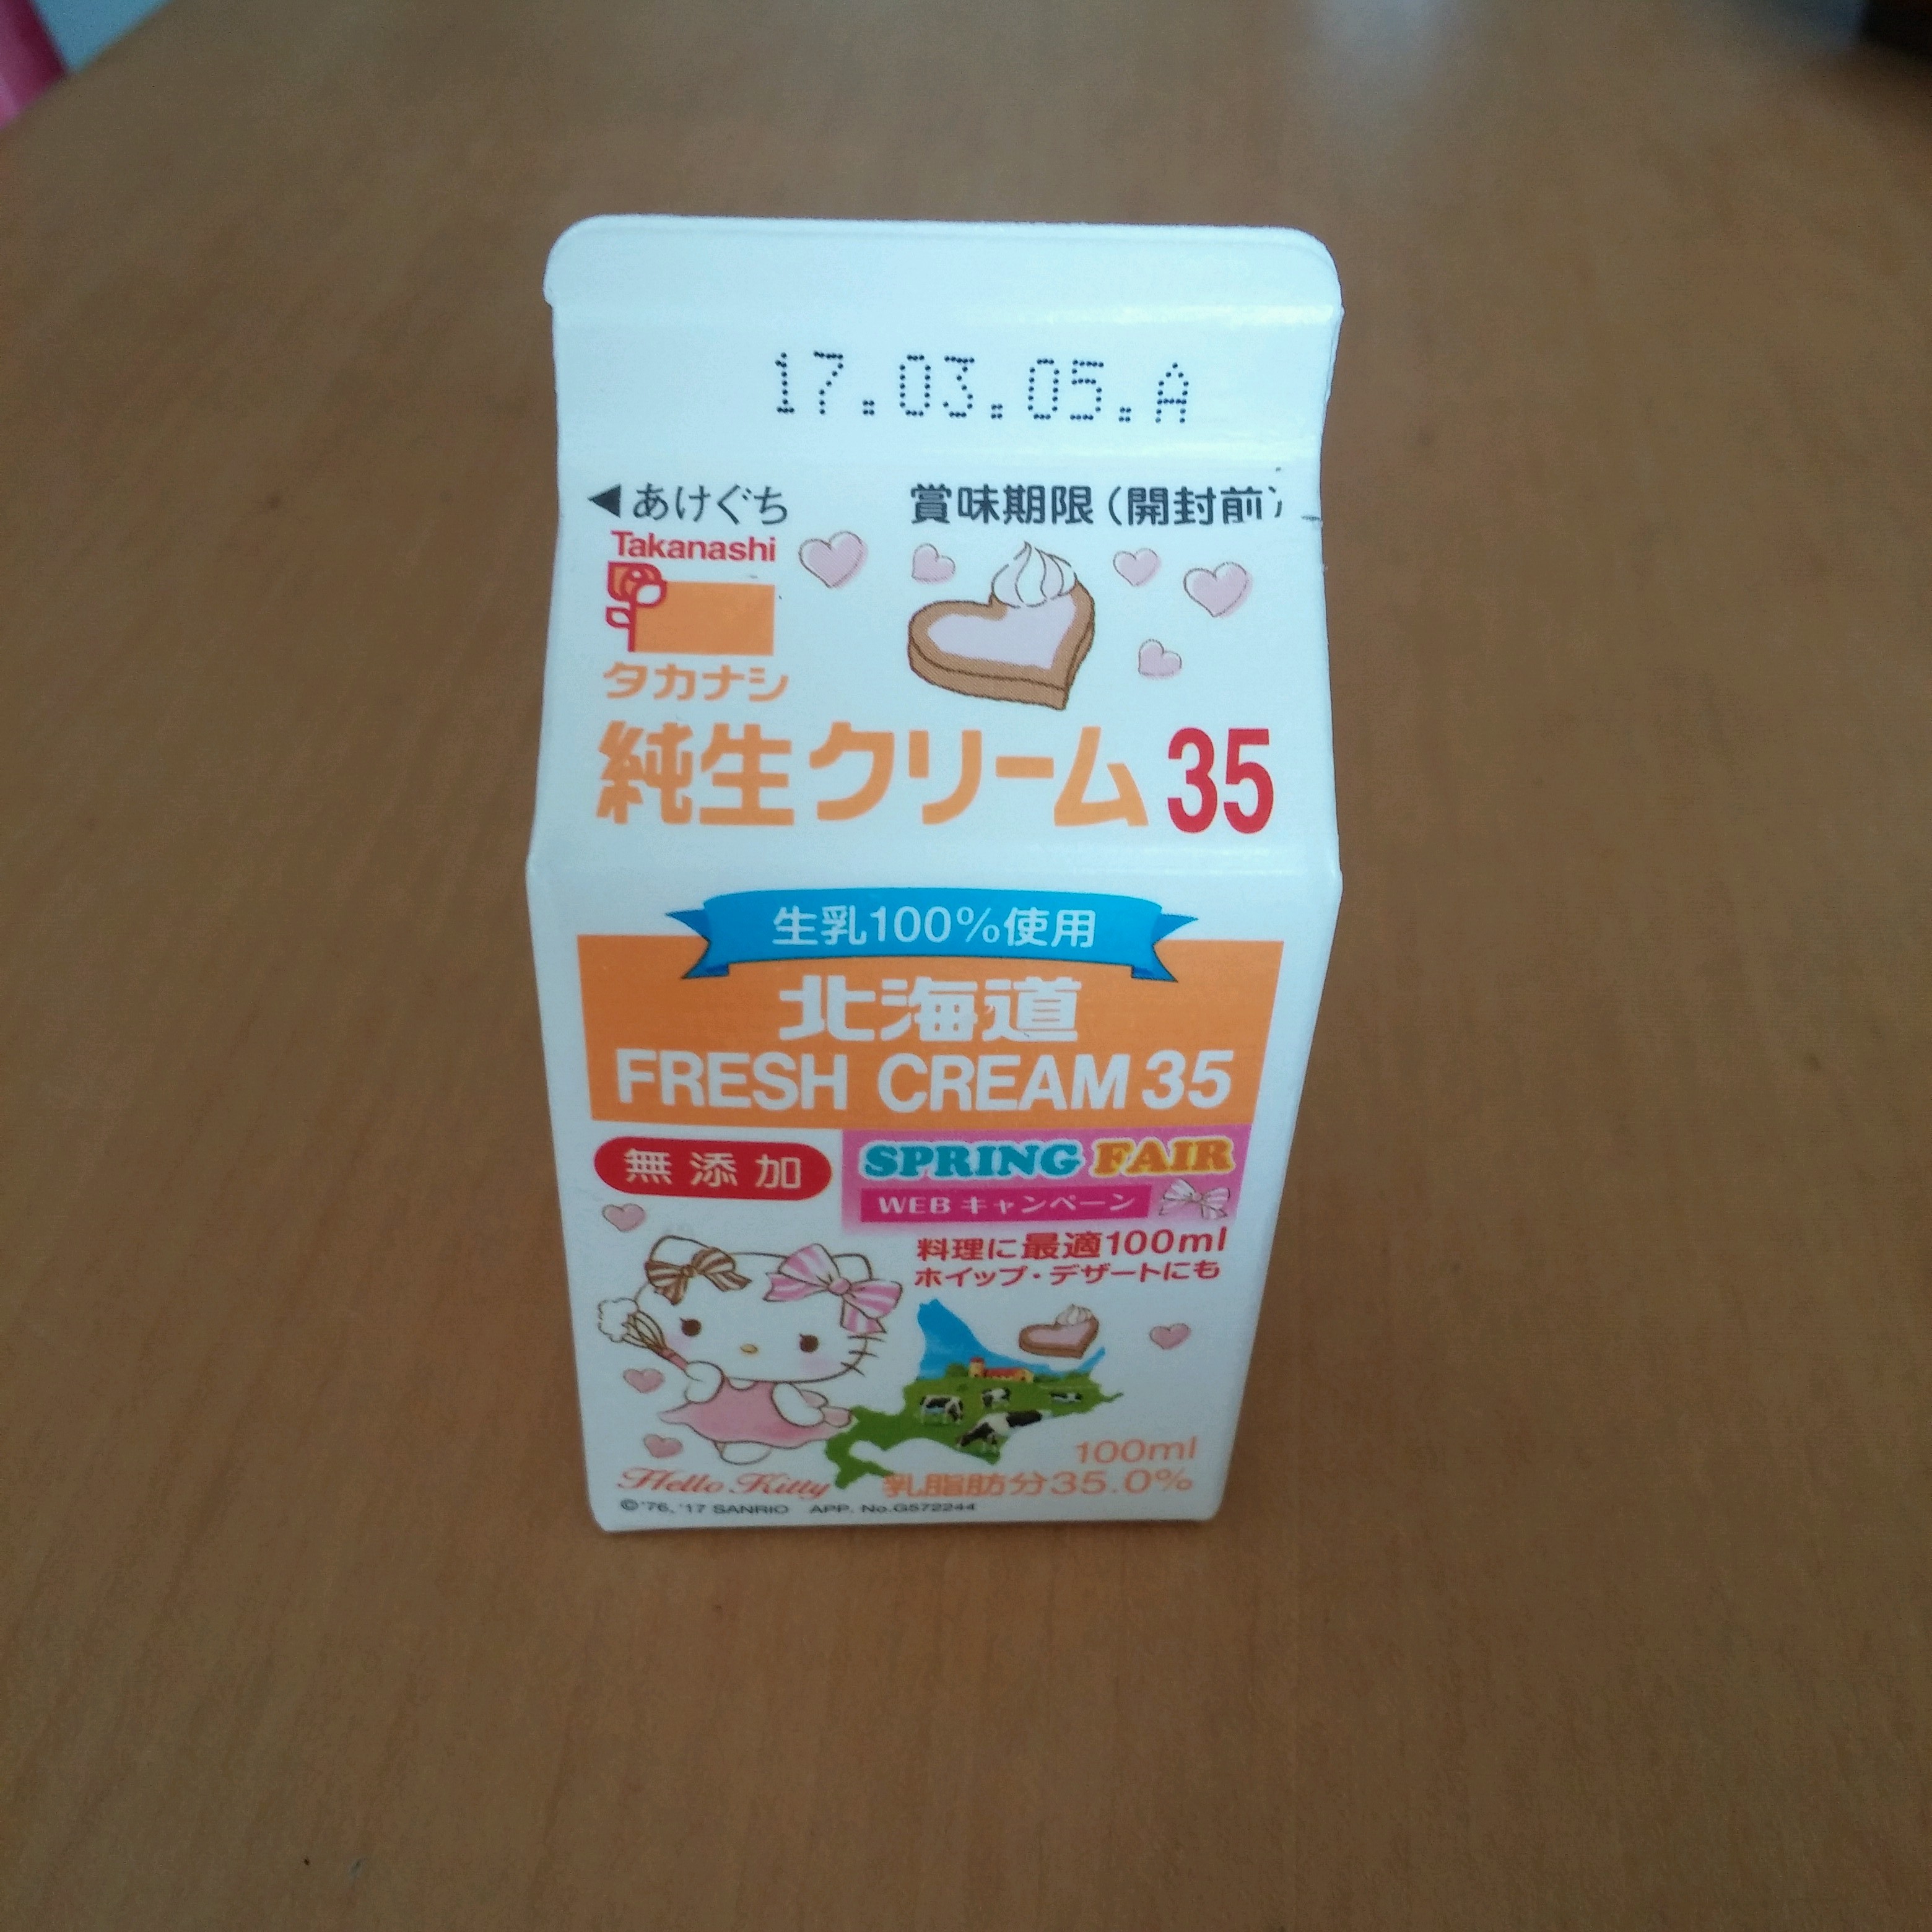 17.03.05.A
◀あけぐち 賞味期限(開封前)
Takanashi
タカナシ
純生クリーム35
生乳100%使用
北海道
FRESH CREAM 35
無添加
SPRING FAIR
WEB キャンペーン
料理に最適100ml
ホイップ・デザートにも
100ml
乳脂肪分35.0%
Hello Kitty
©'76, '17 SANRIO APP. No.G572244